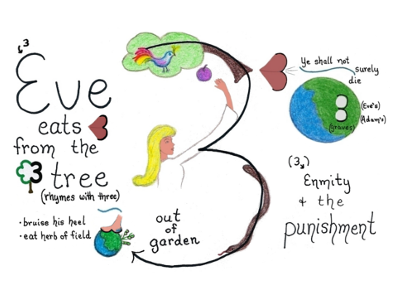 3
Eve
eats
from the
tree
(rhymes with three)
• bruise his heel
• eat herb of field
out
of
garden
Ye shall not surely
die
(Eve's)
(Adam's)
(Graves)
(3)
Enmity
+ the
punishment